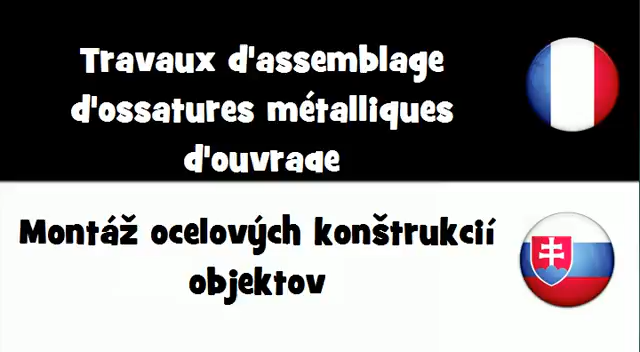 Travaux d'assemblage
d'ossatures métalliques
d'ouvrage
Montáž ocelových konštrukcií
objektov